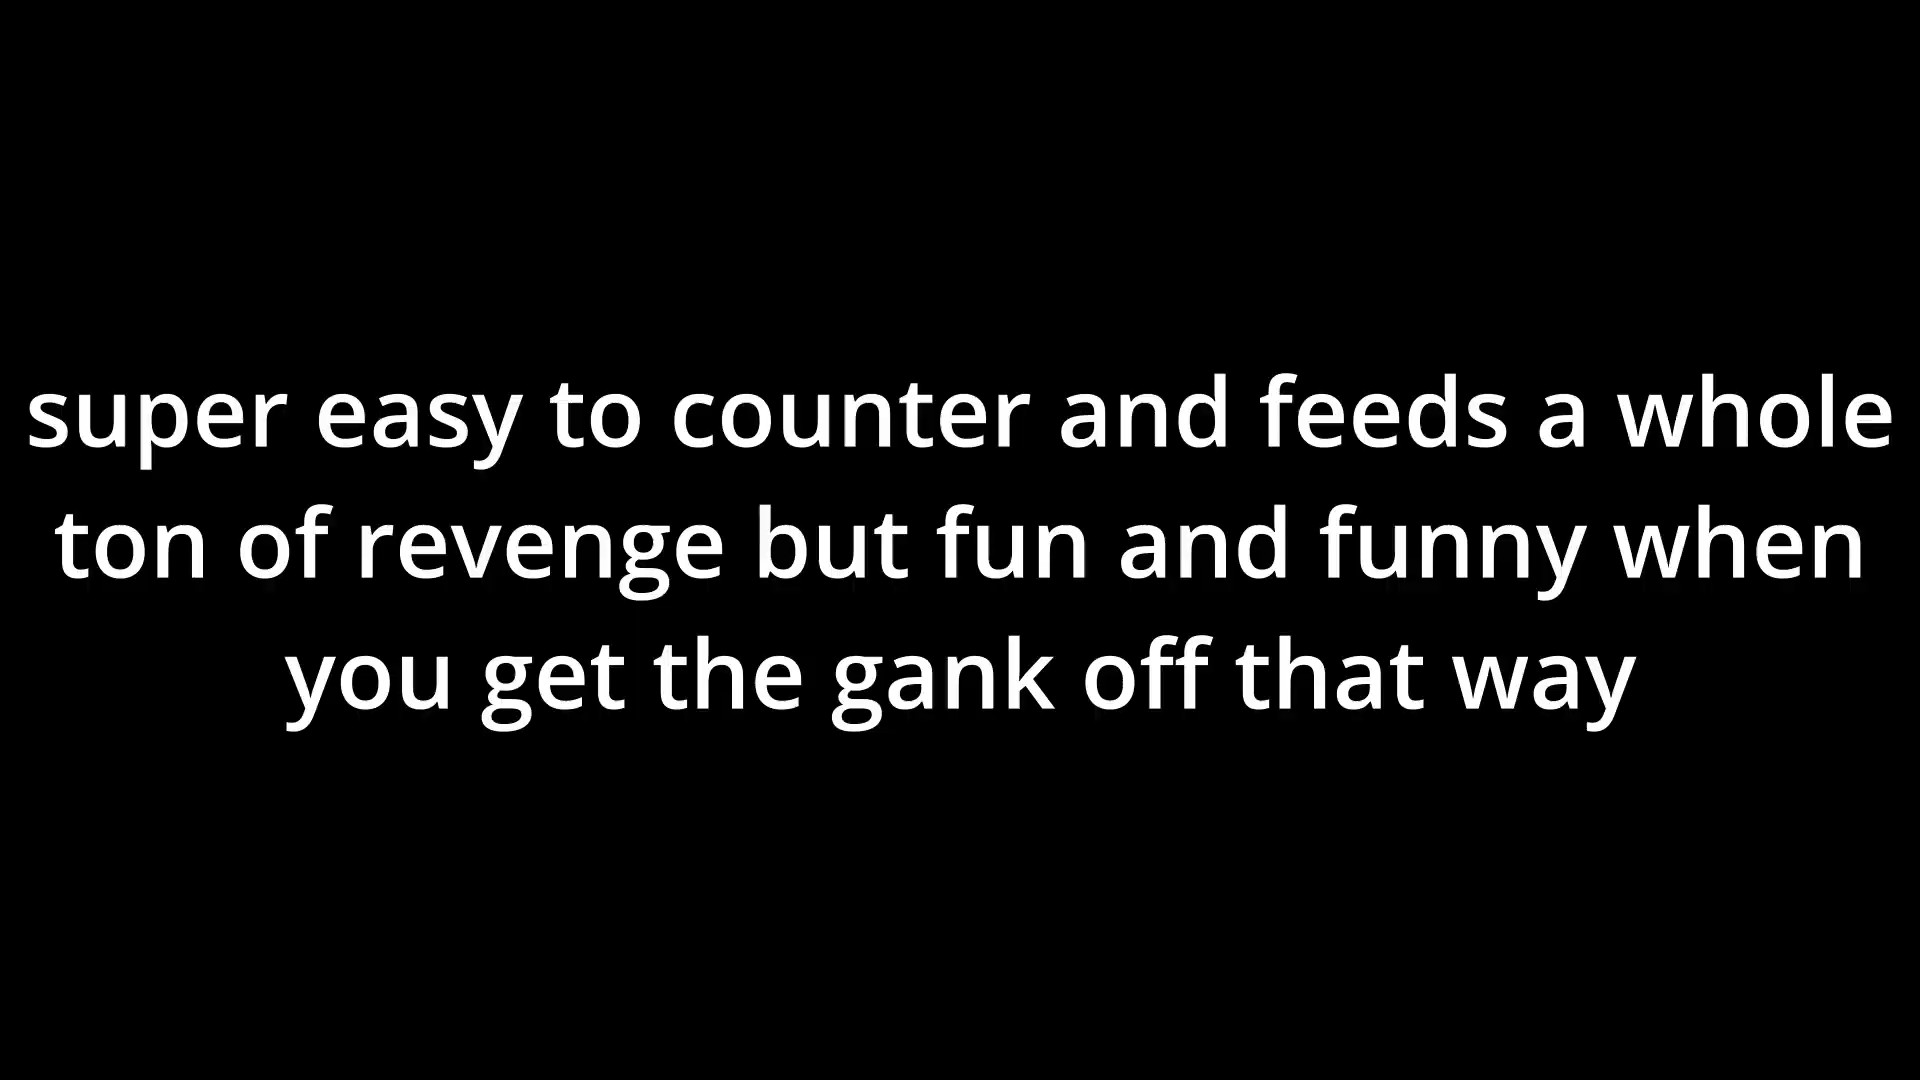 super easy to counter and feeds a whole
ton of revenge but fun and funny when
you get the gank off that way